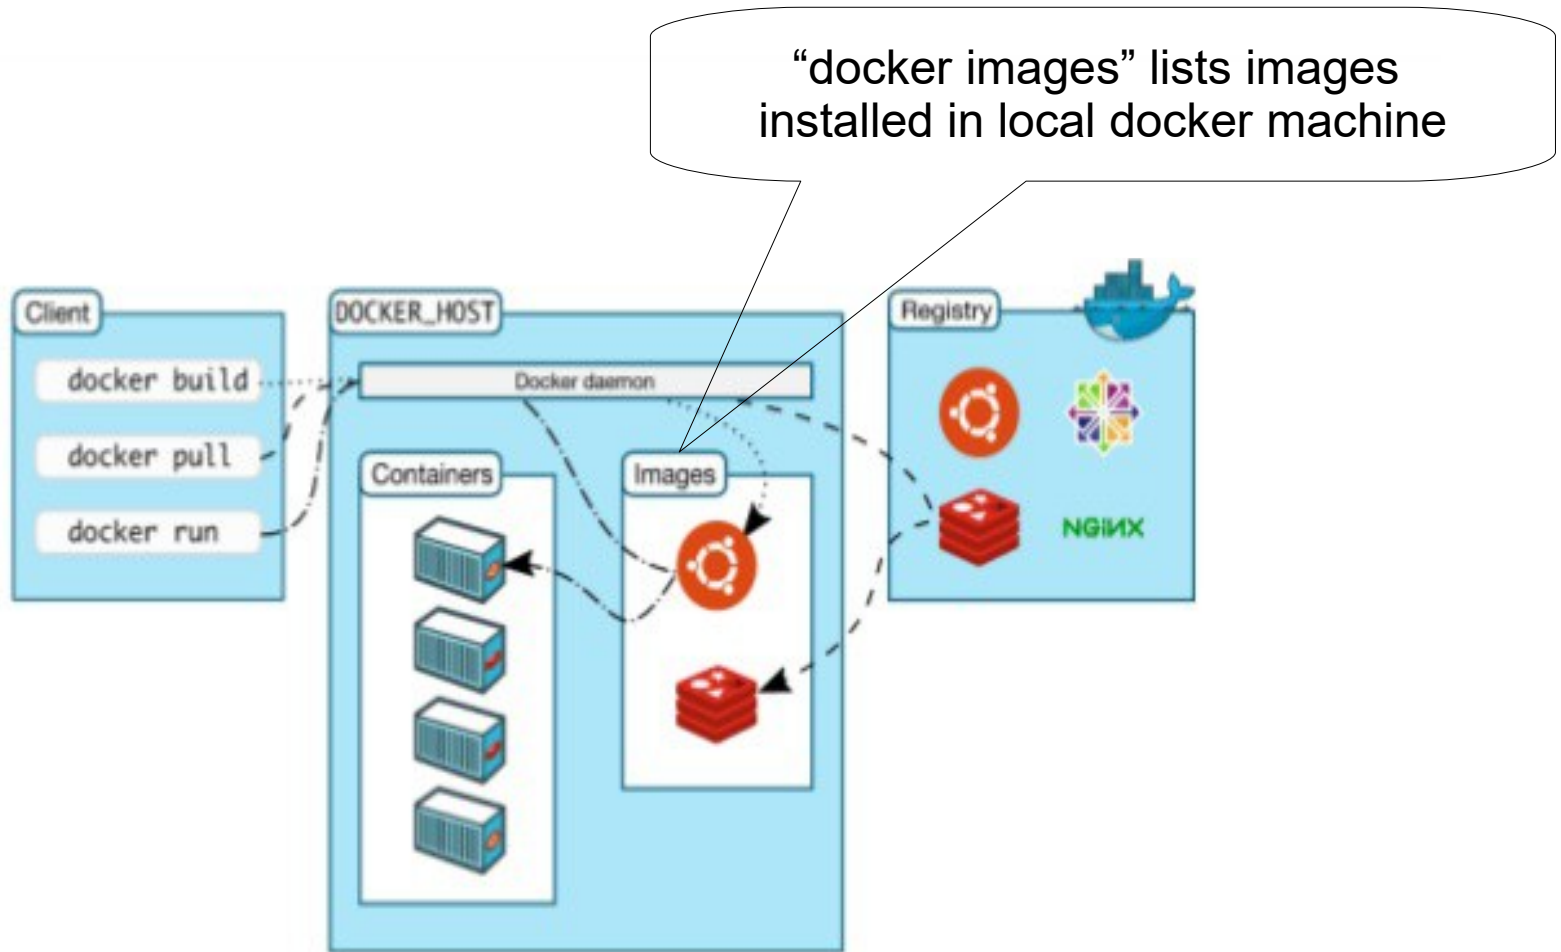 “docker images” lists images
installed in local docker machine
Client
docker build
docker pull
docker run
DOCKER_HOST
Docker daemon
Containers
Images
Registry
NGINX